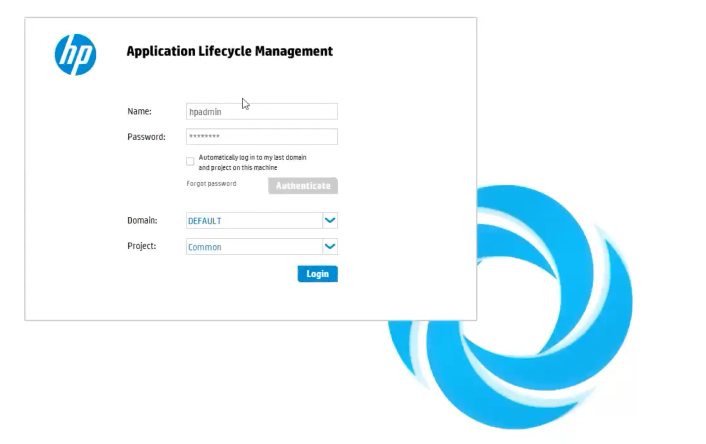 hp
Application Lifecycle Management
Name:
hpadmin
Password:
********
Automatically log in to my last domain
and project on this machine
Forgot password
Authenticate
Domain:
DEFAULT
Project:
Common
Login